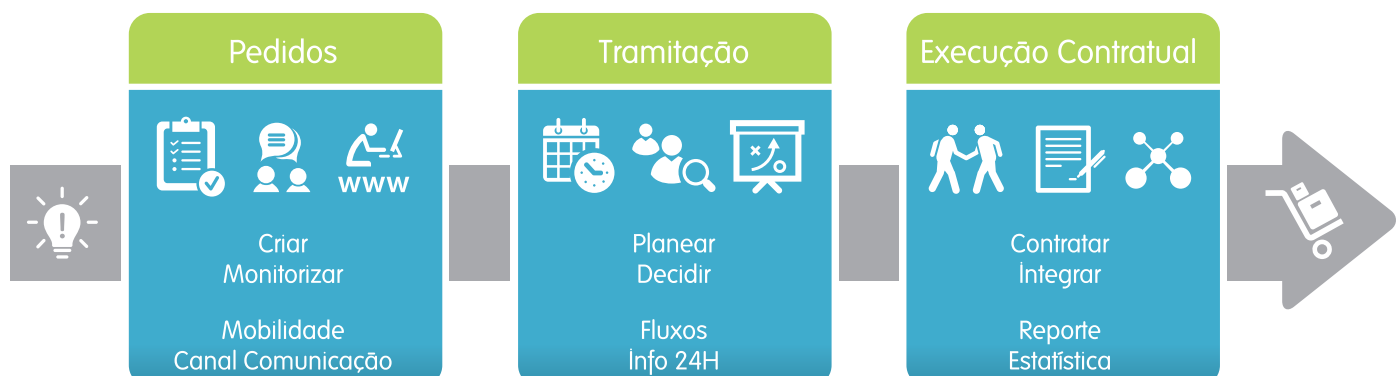 Pedidos
www
Criar
Monitorizar
Mobilidade
Canal Comunicação
Tramitação
Planear
Decidir
Fluxos
Info 24H
Execução Contratual
Contratar
Integrar
Reporte
Estatística